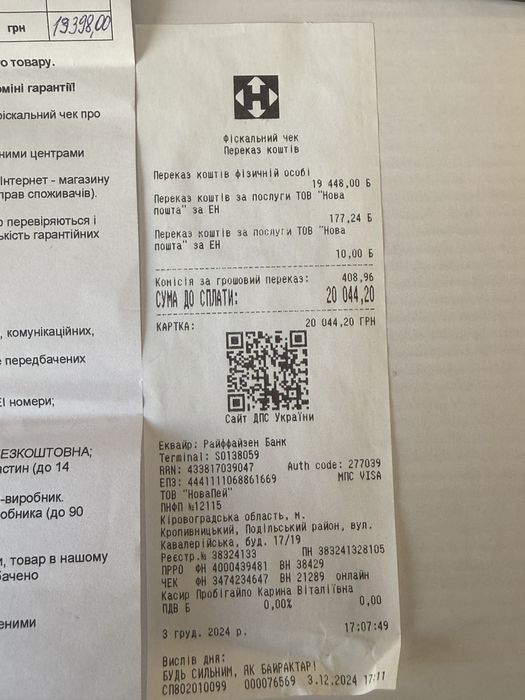 грн 19398,00
о товару.
міні гарантії!
фіскальний чек про
ними центрами
Інтернет - магазину
прав споживачів).
о перевіряються і
ькість гарантійних
, комунікаційних,
е передбачених
ЕІ номери;
БЕЗКОШТОВНА;
астин (до 14
-виробник.
обника (до 90
и, товар в нашому
бачено
еними
Н
Фіскальний чек
Переказ коштів
Переказ коштів фізичній особі
19 448,00 Б
Переказ коштів за послуги ТОВ "Нова
пошта" за ЕН
177,24 Б
Переказ коштів за послуги ТОВ "Нова
пошта" за ЕН
10,00 Б
Комісія за грошовий переказ: 408,96
СУМА ДО СПЛАТИ: 20 044,20
КАРТКА: 20 044,20 ГРН
Сайт ДПС України
Еквайр: Райффайзен Банк
Terminal: S0138059
RRN: 433817039047 Auth code: 277039
ЕПЗ: 4441111068861669 МПС VISA
ТОВ "НоваПей"
ПНФП №12115
Кіровоградська область, м.
Кропивницький, Подільський район, вул.
Кавалерійська, буд. 17/19
Реєстр.№ 38324133 ПН 383241328105
ПРРО ФН 4000439481 ВН 38429
ЧЕК ФН 3474234647 ВН 21289 онлайн
Касир Пробігайло Карина Віталіївна
ПДВ Б 0,00% 0,00
3 груд. 2024 р. 17:07:49
Вислів дня:
БУДЬ СИЛЬНИМ, ЯК БАЙРАКТАР!
СП802010099 000076569 3.12.2024 17:11